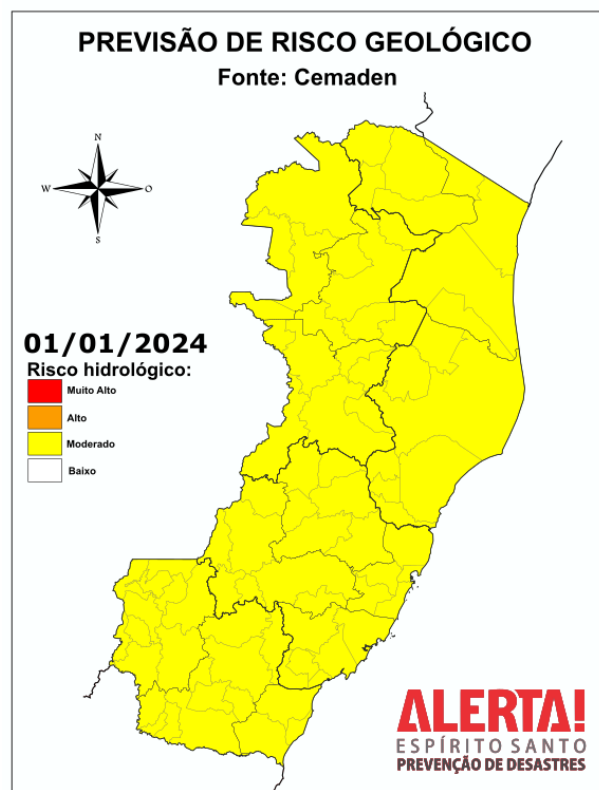 PREVISÃO DE RISCO GEOLÓGICO
Fonte: Cemaden
N
W
O
S
01/01/2024
Risco hidrológico:
Muito Alto
Alto
Moderado
Baixo
ALERTA!
ESPÍRITO SANTO
PREVENÇÃO DE DESASTRES